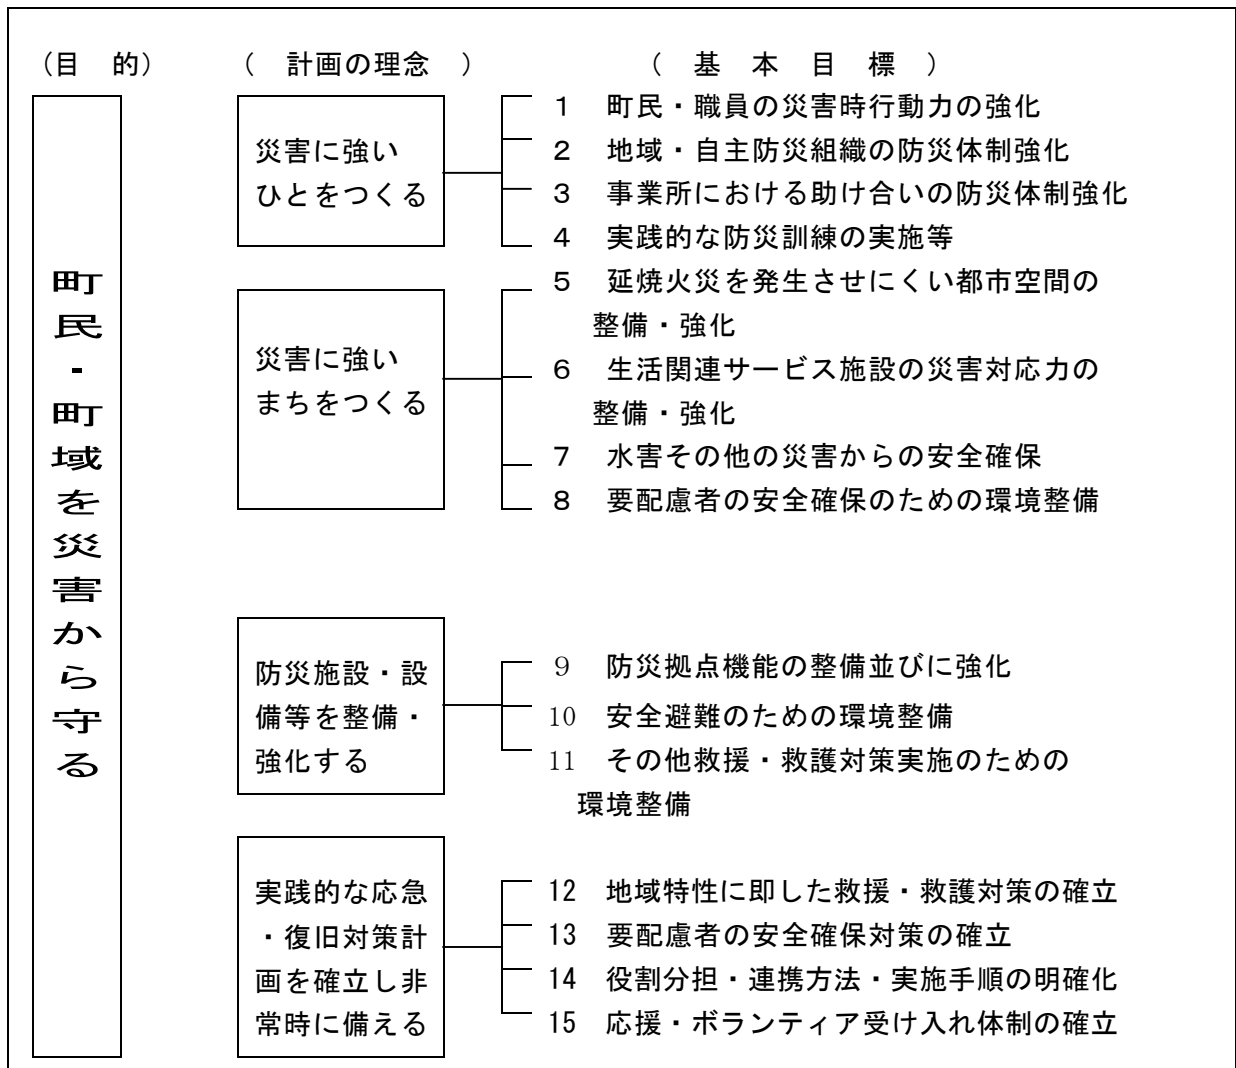 （目　的）　（　計画の理念　）　（　基　本　目　標　）
町民・町域を災害から守る
災害に強い
ひとをつくる
1　町民・職員の災害時行動力の強化
2　地域・自主防災組織の防災体制強化
3　事業所における助け合いの防災体制強化
4　実践的な防災訓練の実施等
災害に強い
まちをつくる
5　延焼火災を発生させにくい都市空間の
整備・強化
6　生活関連サービス施設の災害対応力の
整備・強化
7　水害その他の災害からの安全確保
8　要配慮者の安全確保のための環境整備
防災施設・設
備等を整備・
強化する
9　防災拠点機能の整備並びに強化
10　安全避難のための環境整備
11　その他救援・救護対策実施のための
環境整備
実践的な応急
・復旧対策計
画を確立し非
常時に備える
12　地域特性に即した救援・救護対策の確立
13　要配慮者の安全確保対策の確立
14　役割分担・連携方法・実施手順の明確化
15　応援・ボランティア受け入れ体制の確立